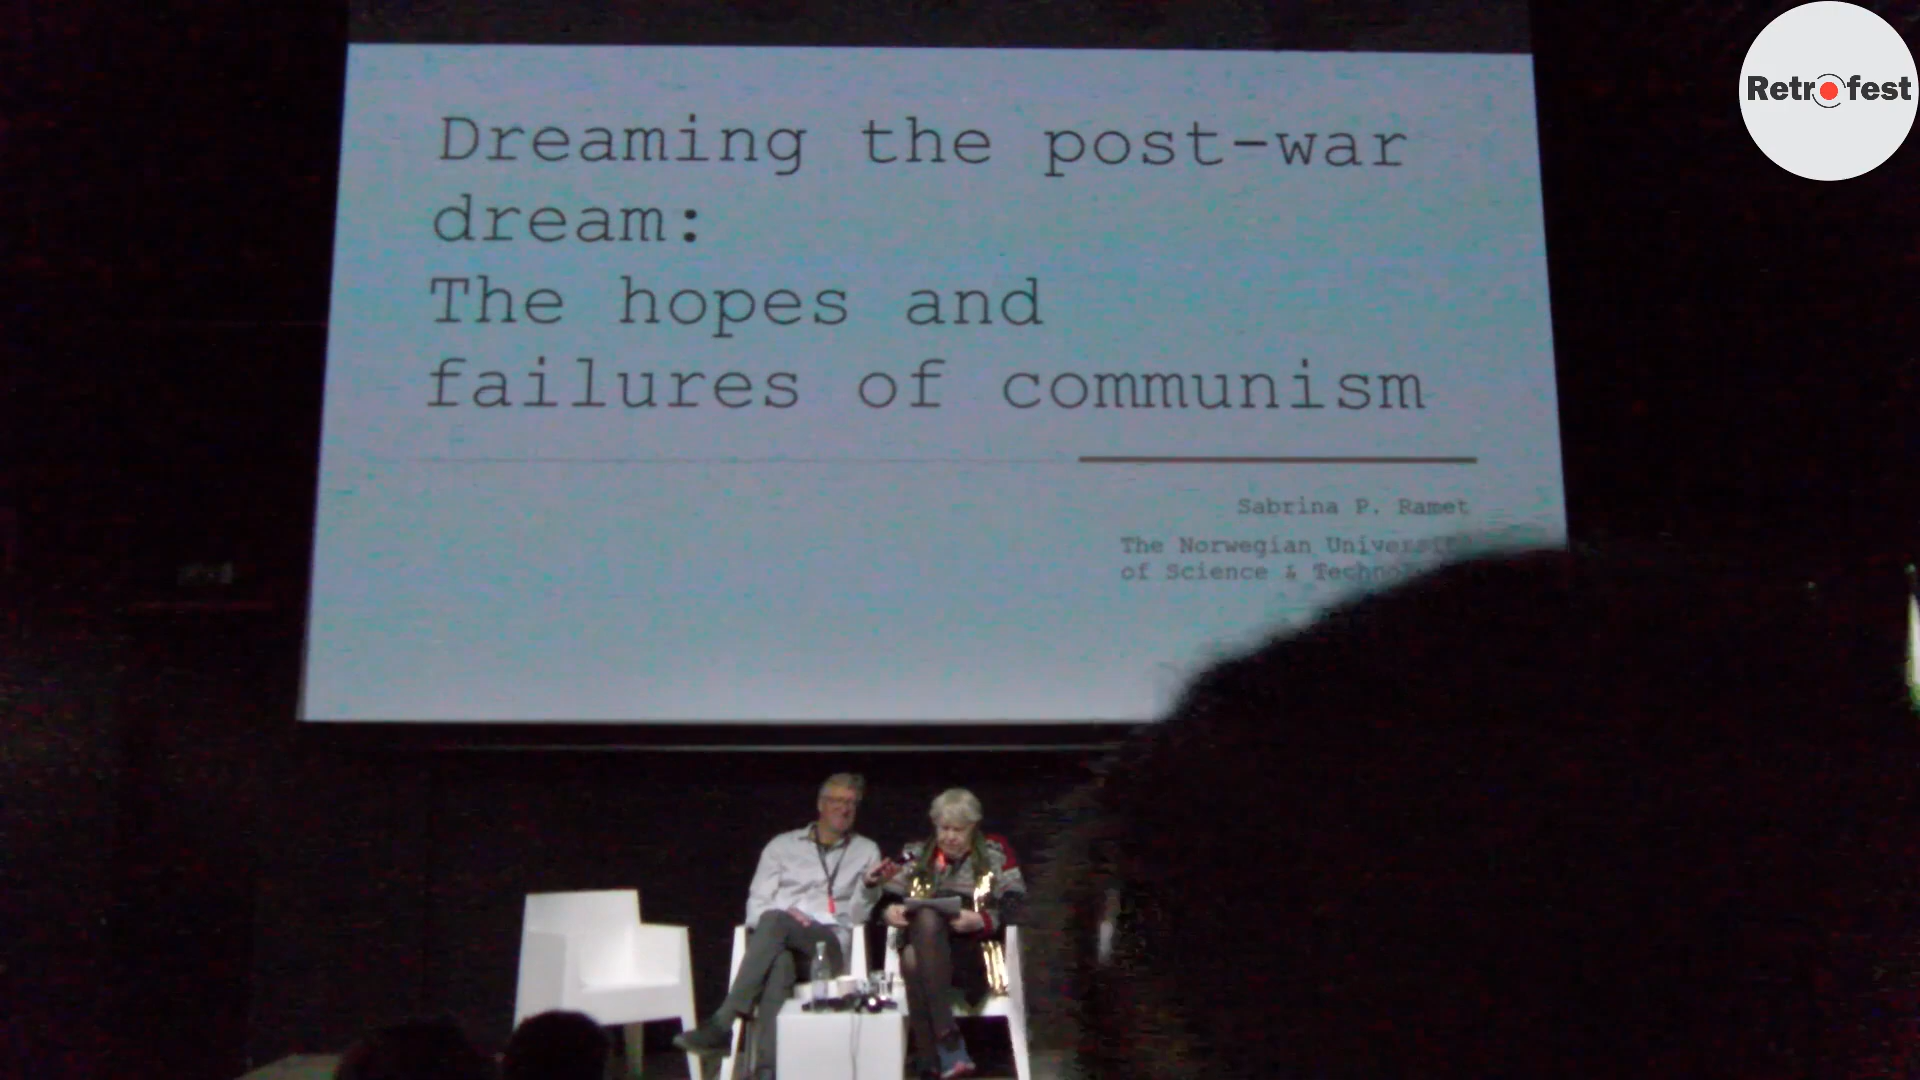 Retrofest
Dreaming the post-war
dream:
The hopes and
failures of communism
Sabrina P. Ramet
The Norwegian
of Science &